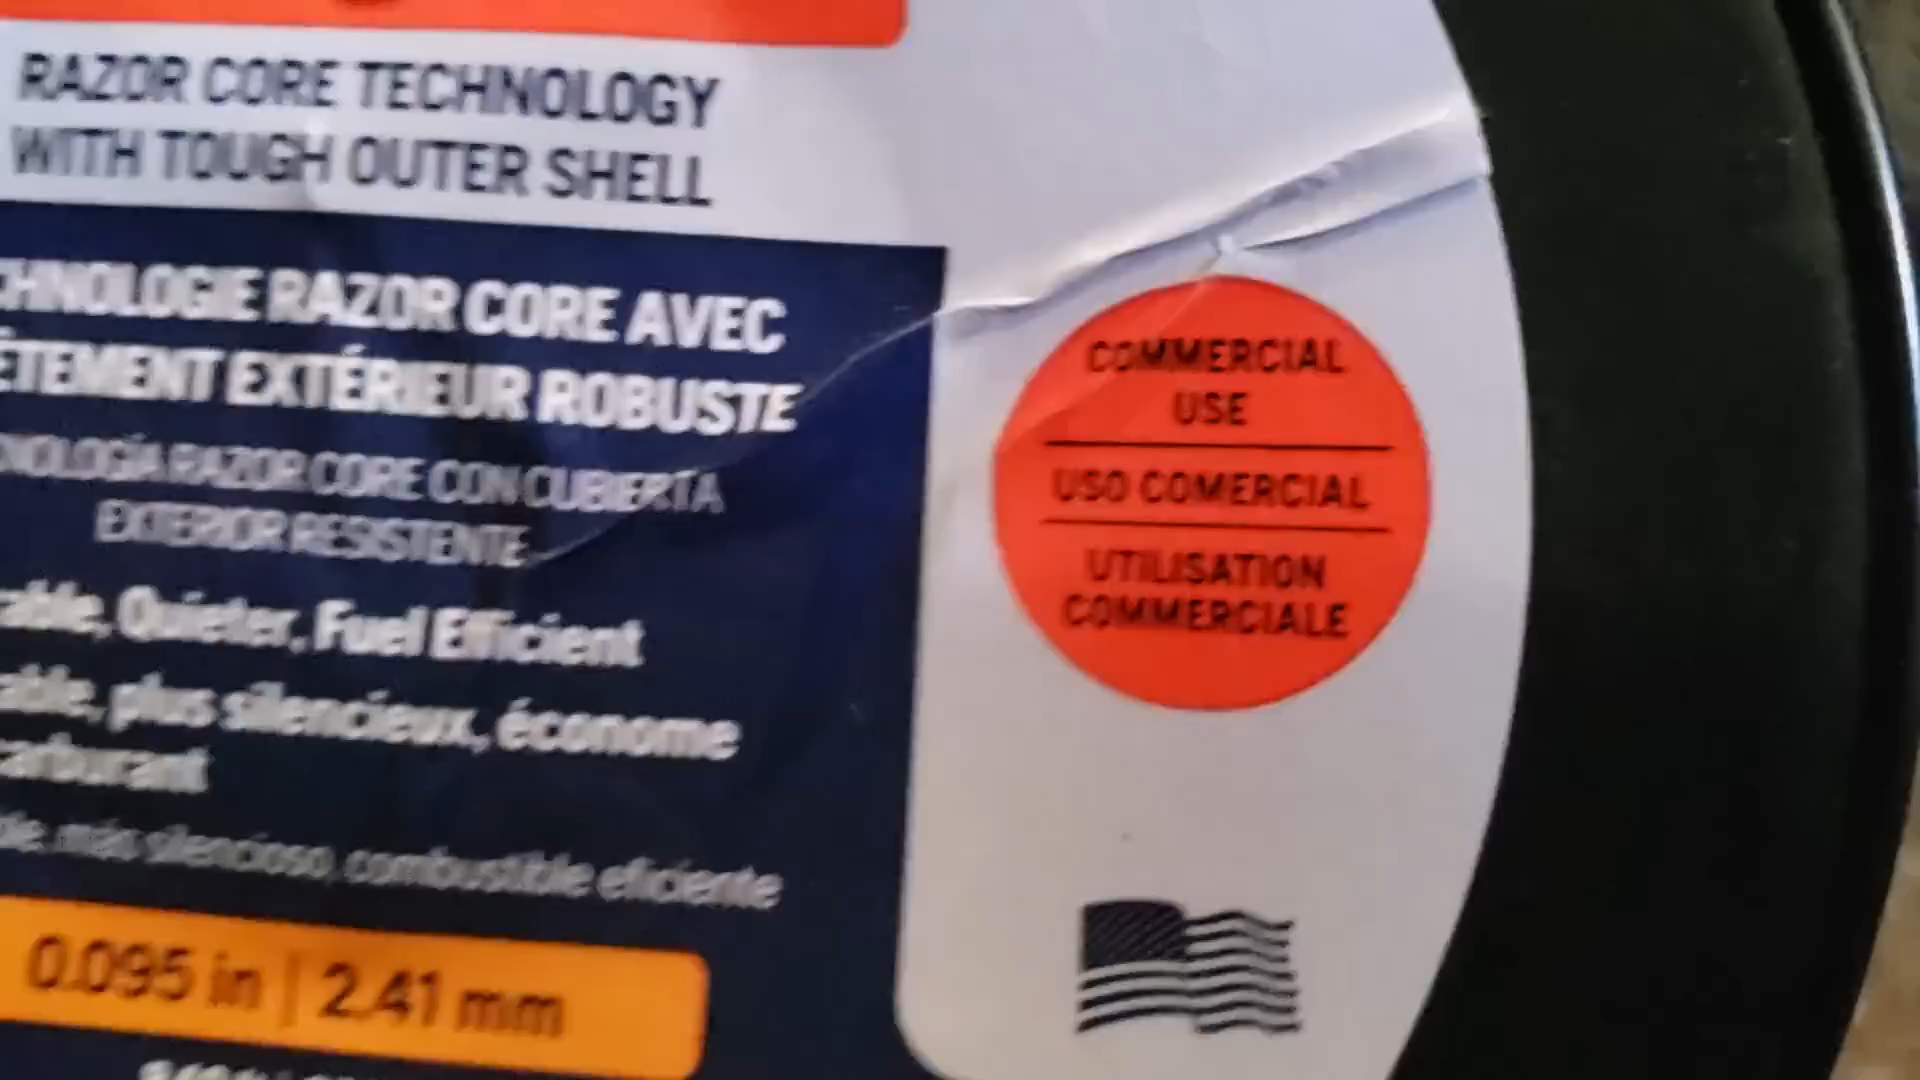 RAZOR CORE TECHNOLOGY
WITH TOUGH OUTER SHELL
RAZOR CORE AVEC
EXTÉRIEUR ROBUSTE
RAZOR CORE CON CUBIERTA
EXTERIOR RESISTENTE
Quieter, Fuel Efficient
plus silencieux, économe
carburant
más silencioso, combustible eficiente
0.095 in | 2.41 mm
COMMERCIAL
USE
USO COMERCIAL
UTILISATION
COMMERCIALE